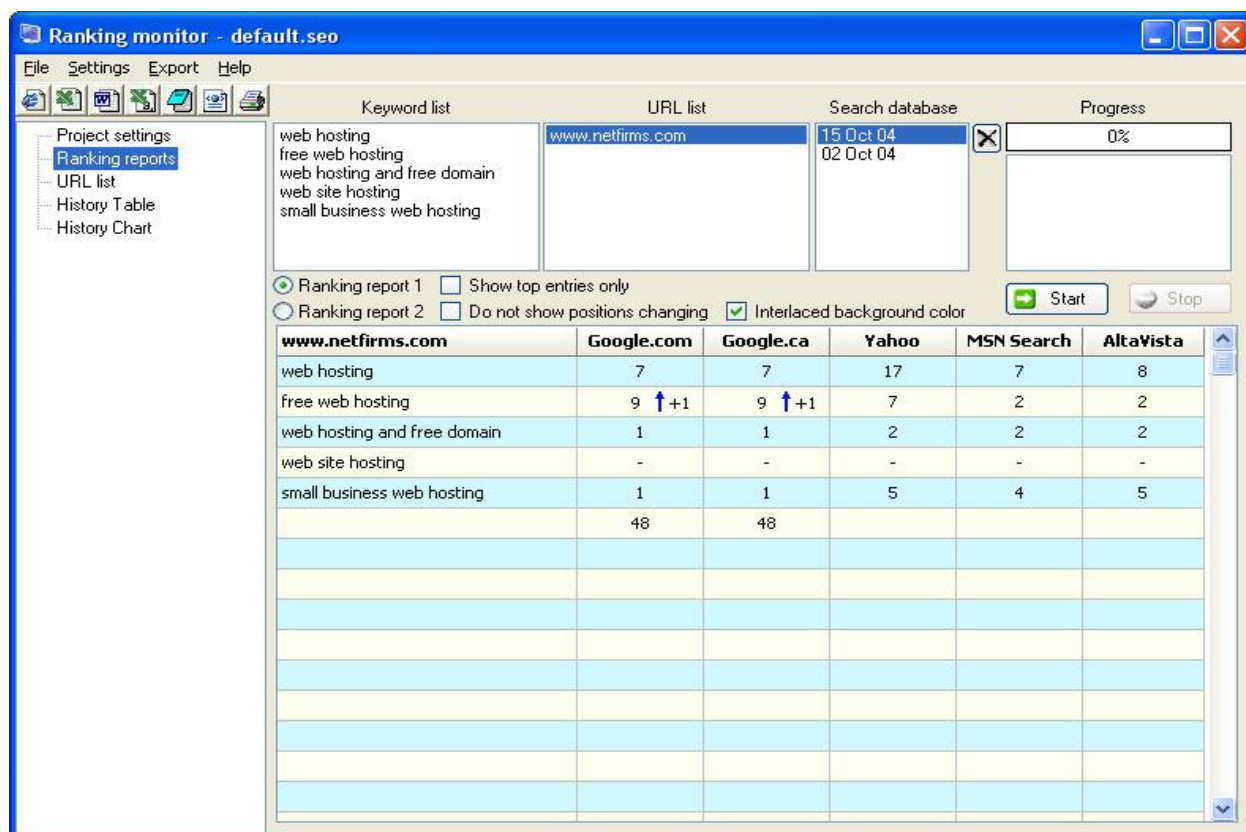 Ranking monitor - default.seo
File Settings Export Help
Keyword list URL list Search database Progress
Project settings
Ranking reports
URL list
History Table
History Chart
web hosting
free web hosting
web hosting and free domain
web site hosting
small business web hosting
www.netfirms.com
15 Oct 04
02 Oct 04
0%
Ranking report 1 Show top entries only
Ranking report 2 Do not show positions changing Interlaced background color
Start Stop
www.netfirms.com Google.com Google.ca Yahoo MSN Search AltaVista
web hosting 7 7 17 7 8
free web hosting 9 +1 9 +1 7 2 2
web hosting and free domain 1 1 2 2 2
web site hosting - - - - -
small business web hosting 1 1 5 4 5
48 48